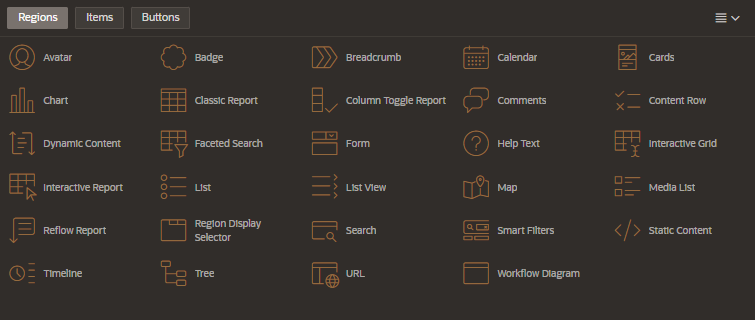 Regions Items Buttons
Avatar Badge Breadcrumb Calendar Cards
Chart Classic Report Column Toggle Report Comments Content Row
Dynamic Content Faceted Search Form Help Text Interactive Grid
Interactive Report List List View Map Media List
Reflow Report Region Display Selector Search Smart Filters Static Content
Timeline Tree URL Workflow Diagram